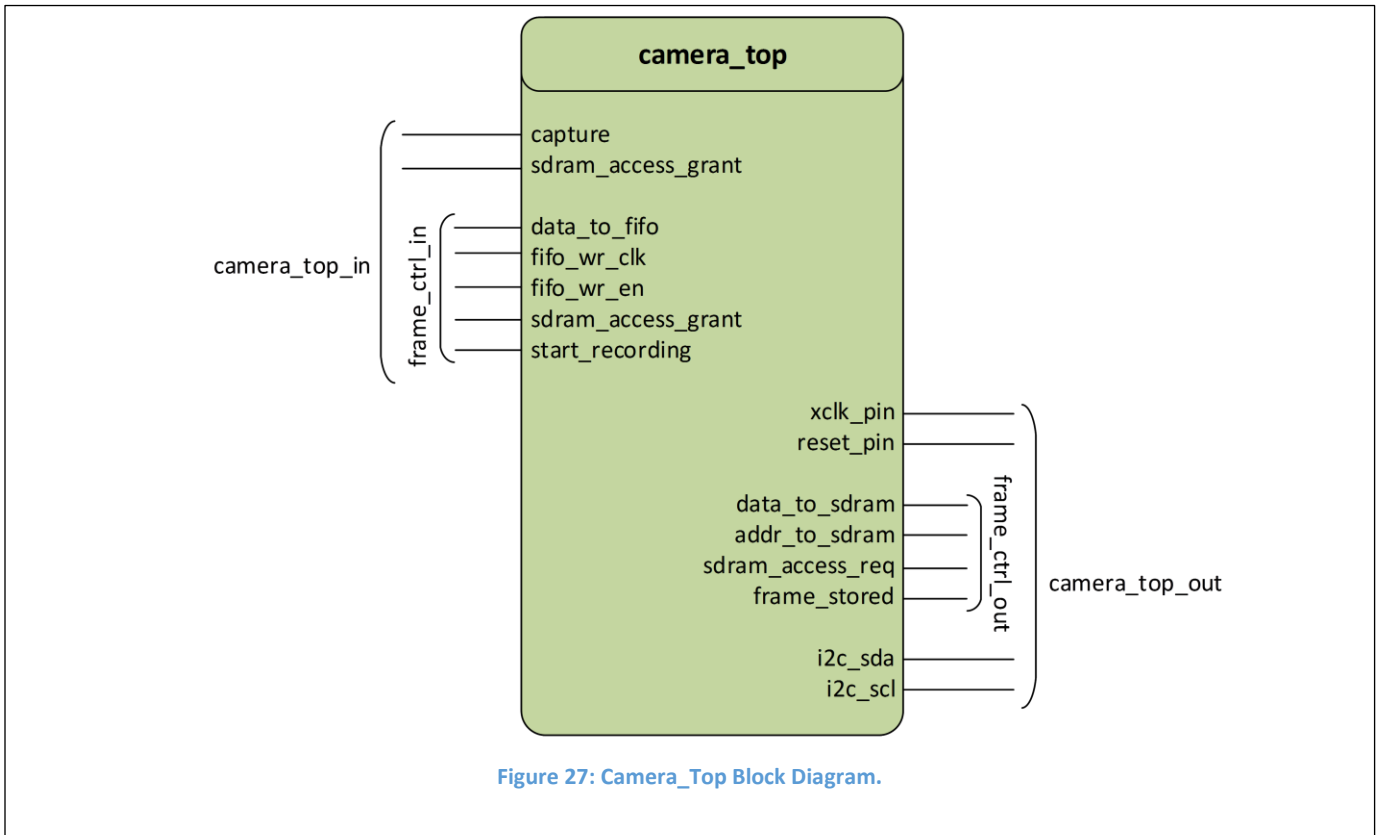 camera_top
capture
sdram_access_grant
data_to_fifo
fifo_wr_clk
fifo_wr_en
sdram_access_grant
start_recording
frame_ctrl_in
camera_top_in
xclk_pin
reset_pin
data_to_sdram
addr_to_sdram
sdram_access_req
frame_stored
frame_ctrl_out
camera_top_out
i2c_sda
i2c_scl
Figure 27: Camera_Top Block Diagram.